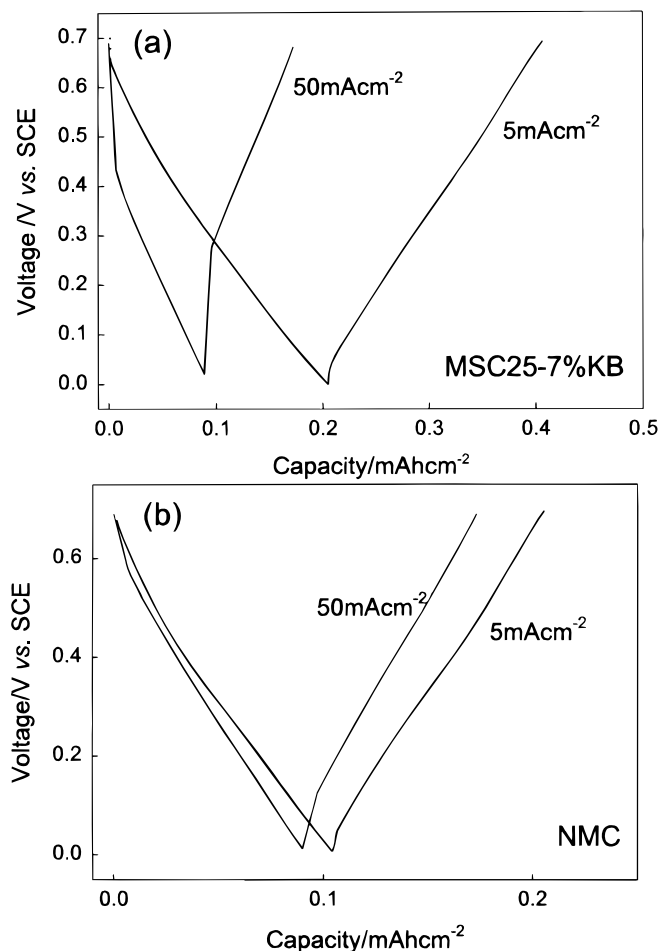 (a)
0.7
0.6
0.5
0.4
0.3
0.2
0.1
0.0
Voltage /V vs. SCE
50mAcm-2
5mAcm-2
MSC25-7%KB
0.0 0.1 0.2 0.3 0.4 0.5
Capacity/mAhcm-2
(b)
0.6
0.4
0.2
0.0
Voltage/V vs. SCE
50mAcm-2
5mAcm-2
NMC
0.0 0.1 0.2
Capacity/mAhcm-2